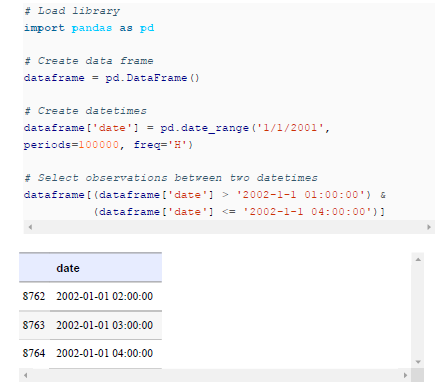 # Load library
import pandas as pd
# Create data frame
dataframe = pd.DataFrame()
# Create datetimes
dataframe['date'] = pd.date_range('1/1/2001',
periods=100000, freq='H')
# Select observations between two datetimes
dataframe[(dataframe['date'] > '2002-1-1 01:00:00') &
(dataframe['date'] <= '2002-1-1 04:00:00')]
date
8762 2002-01-01 02:00:00
8763 2002-01-01 03:00:00
8764 2002-01-01 04:00:00